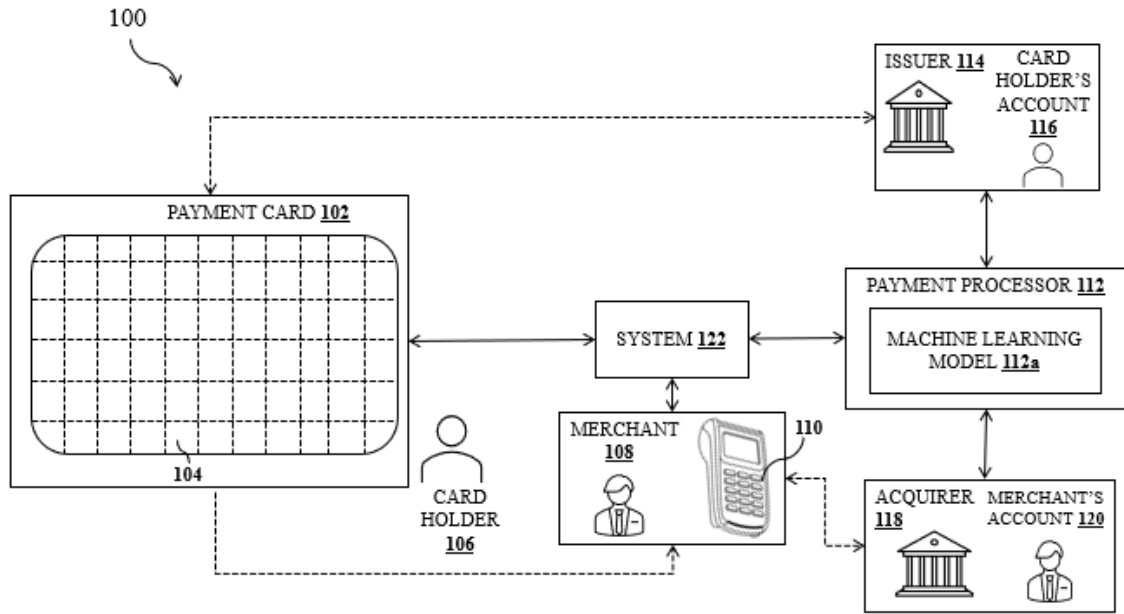 100
ISSUER 114
CARD
HOLDER'S
ACCOUNT
116
PAYMENT CARD 102
104
CARD
HOLDER
106
SYSTEM 122
MERCHANT
108
110
PAYMENT PROCESSOR 112
MACHINE LEARNING
MODEL 112a
ACQUIRER
118
MERCHANT'S
ACCOUNT 120